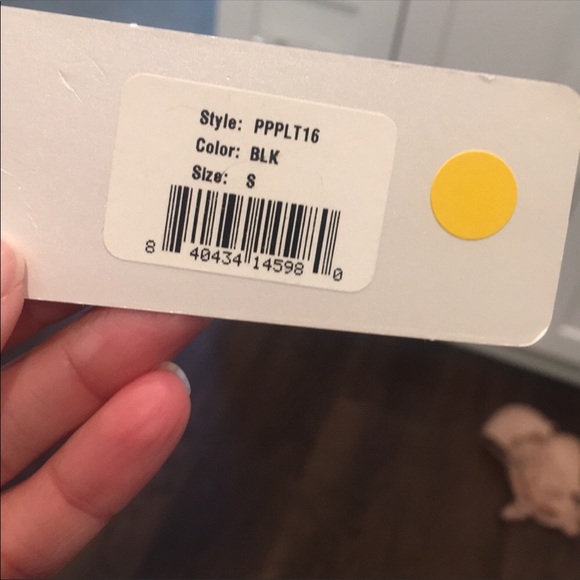 Style: PPPLT16
Color: BLK
Size: S
8 40434 14598 0